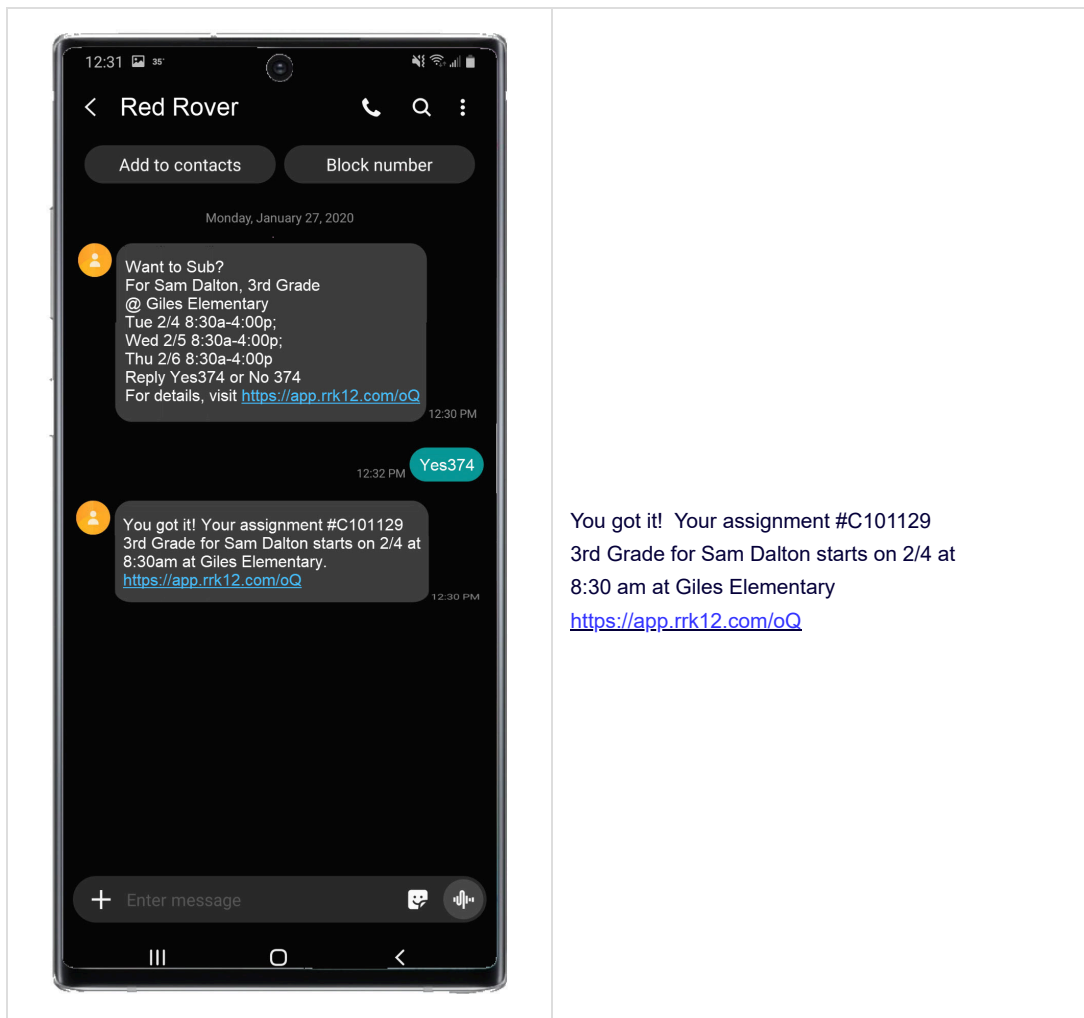 12:31 35°
Red Rover
Add to contacts Block number
Monday, January 27, 2020
Want to Sub?
For Sam Dalton, 3rd Grade
@ Giles Elementary
Tue 2/4 8:30a-4:00p;
Wed 2/5 8:30a-4:00p;
Thu 2/6 8:30a-4:00p
Reply Yes374 or No 374
For details, visit https://app.rrk12.com/oQ
12:30 PM
12:32 PM Yes374
You got it! Your assignment #C101129
3rd Grade for Sam Dalton starts on 2/4 at
8:30am at Giles Elementary.
https://app.rrk12.com/oQ
12:30 PM
Enter message
You got it!  Your assignment #C101129
3rd Grade for Sam Dalton starts on 2/4 at
8:30 am at Giles Elementary
https://app.rrk12.com/oQ